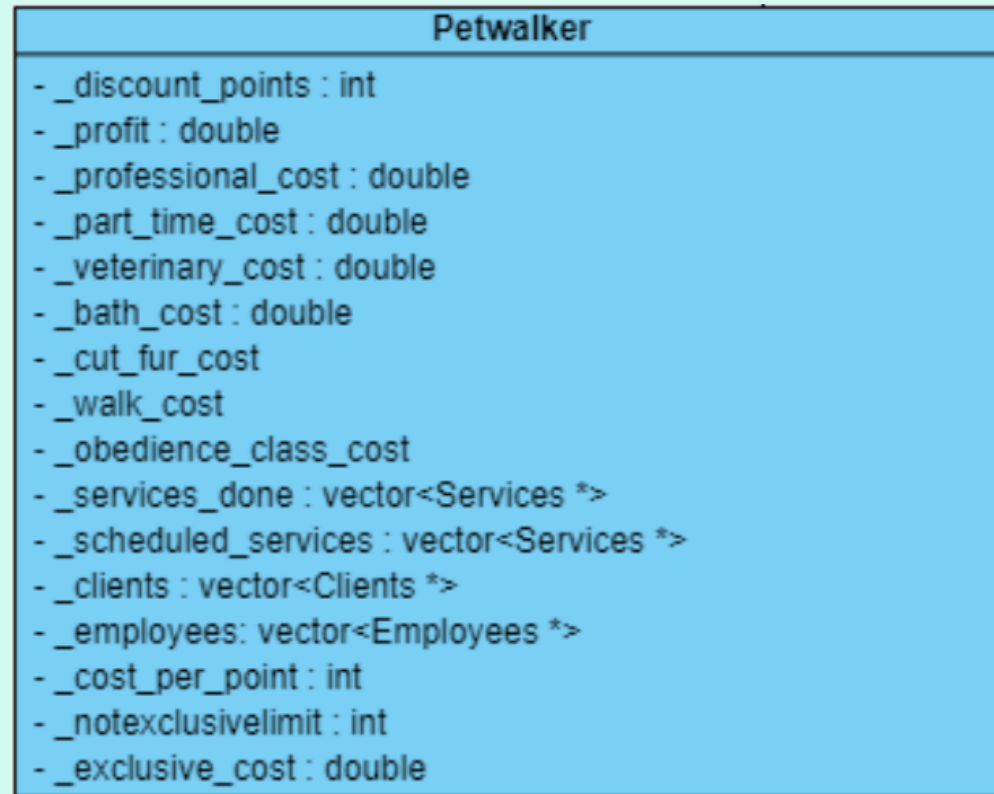 Petwalker
- _discount_points : int
- _profit : double
- _professional_cost : double
- _part_time_cost : double
- _veterinary_cost : double
- _bath_cost : double
- _cut_fur_cost
- _walk_cost
- _obedience_class_cost
- _services_done : vector<Services *>
- _scheduled_services : vector<Services *>
- _clients : vector<Clients *>
- _employees: vector<Employees *>
- _cost_per_point : int
- _notexclusivelimit : int
- _exclusive_cost : double